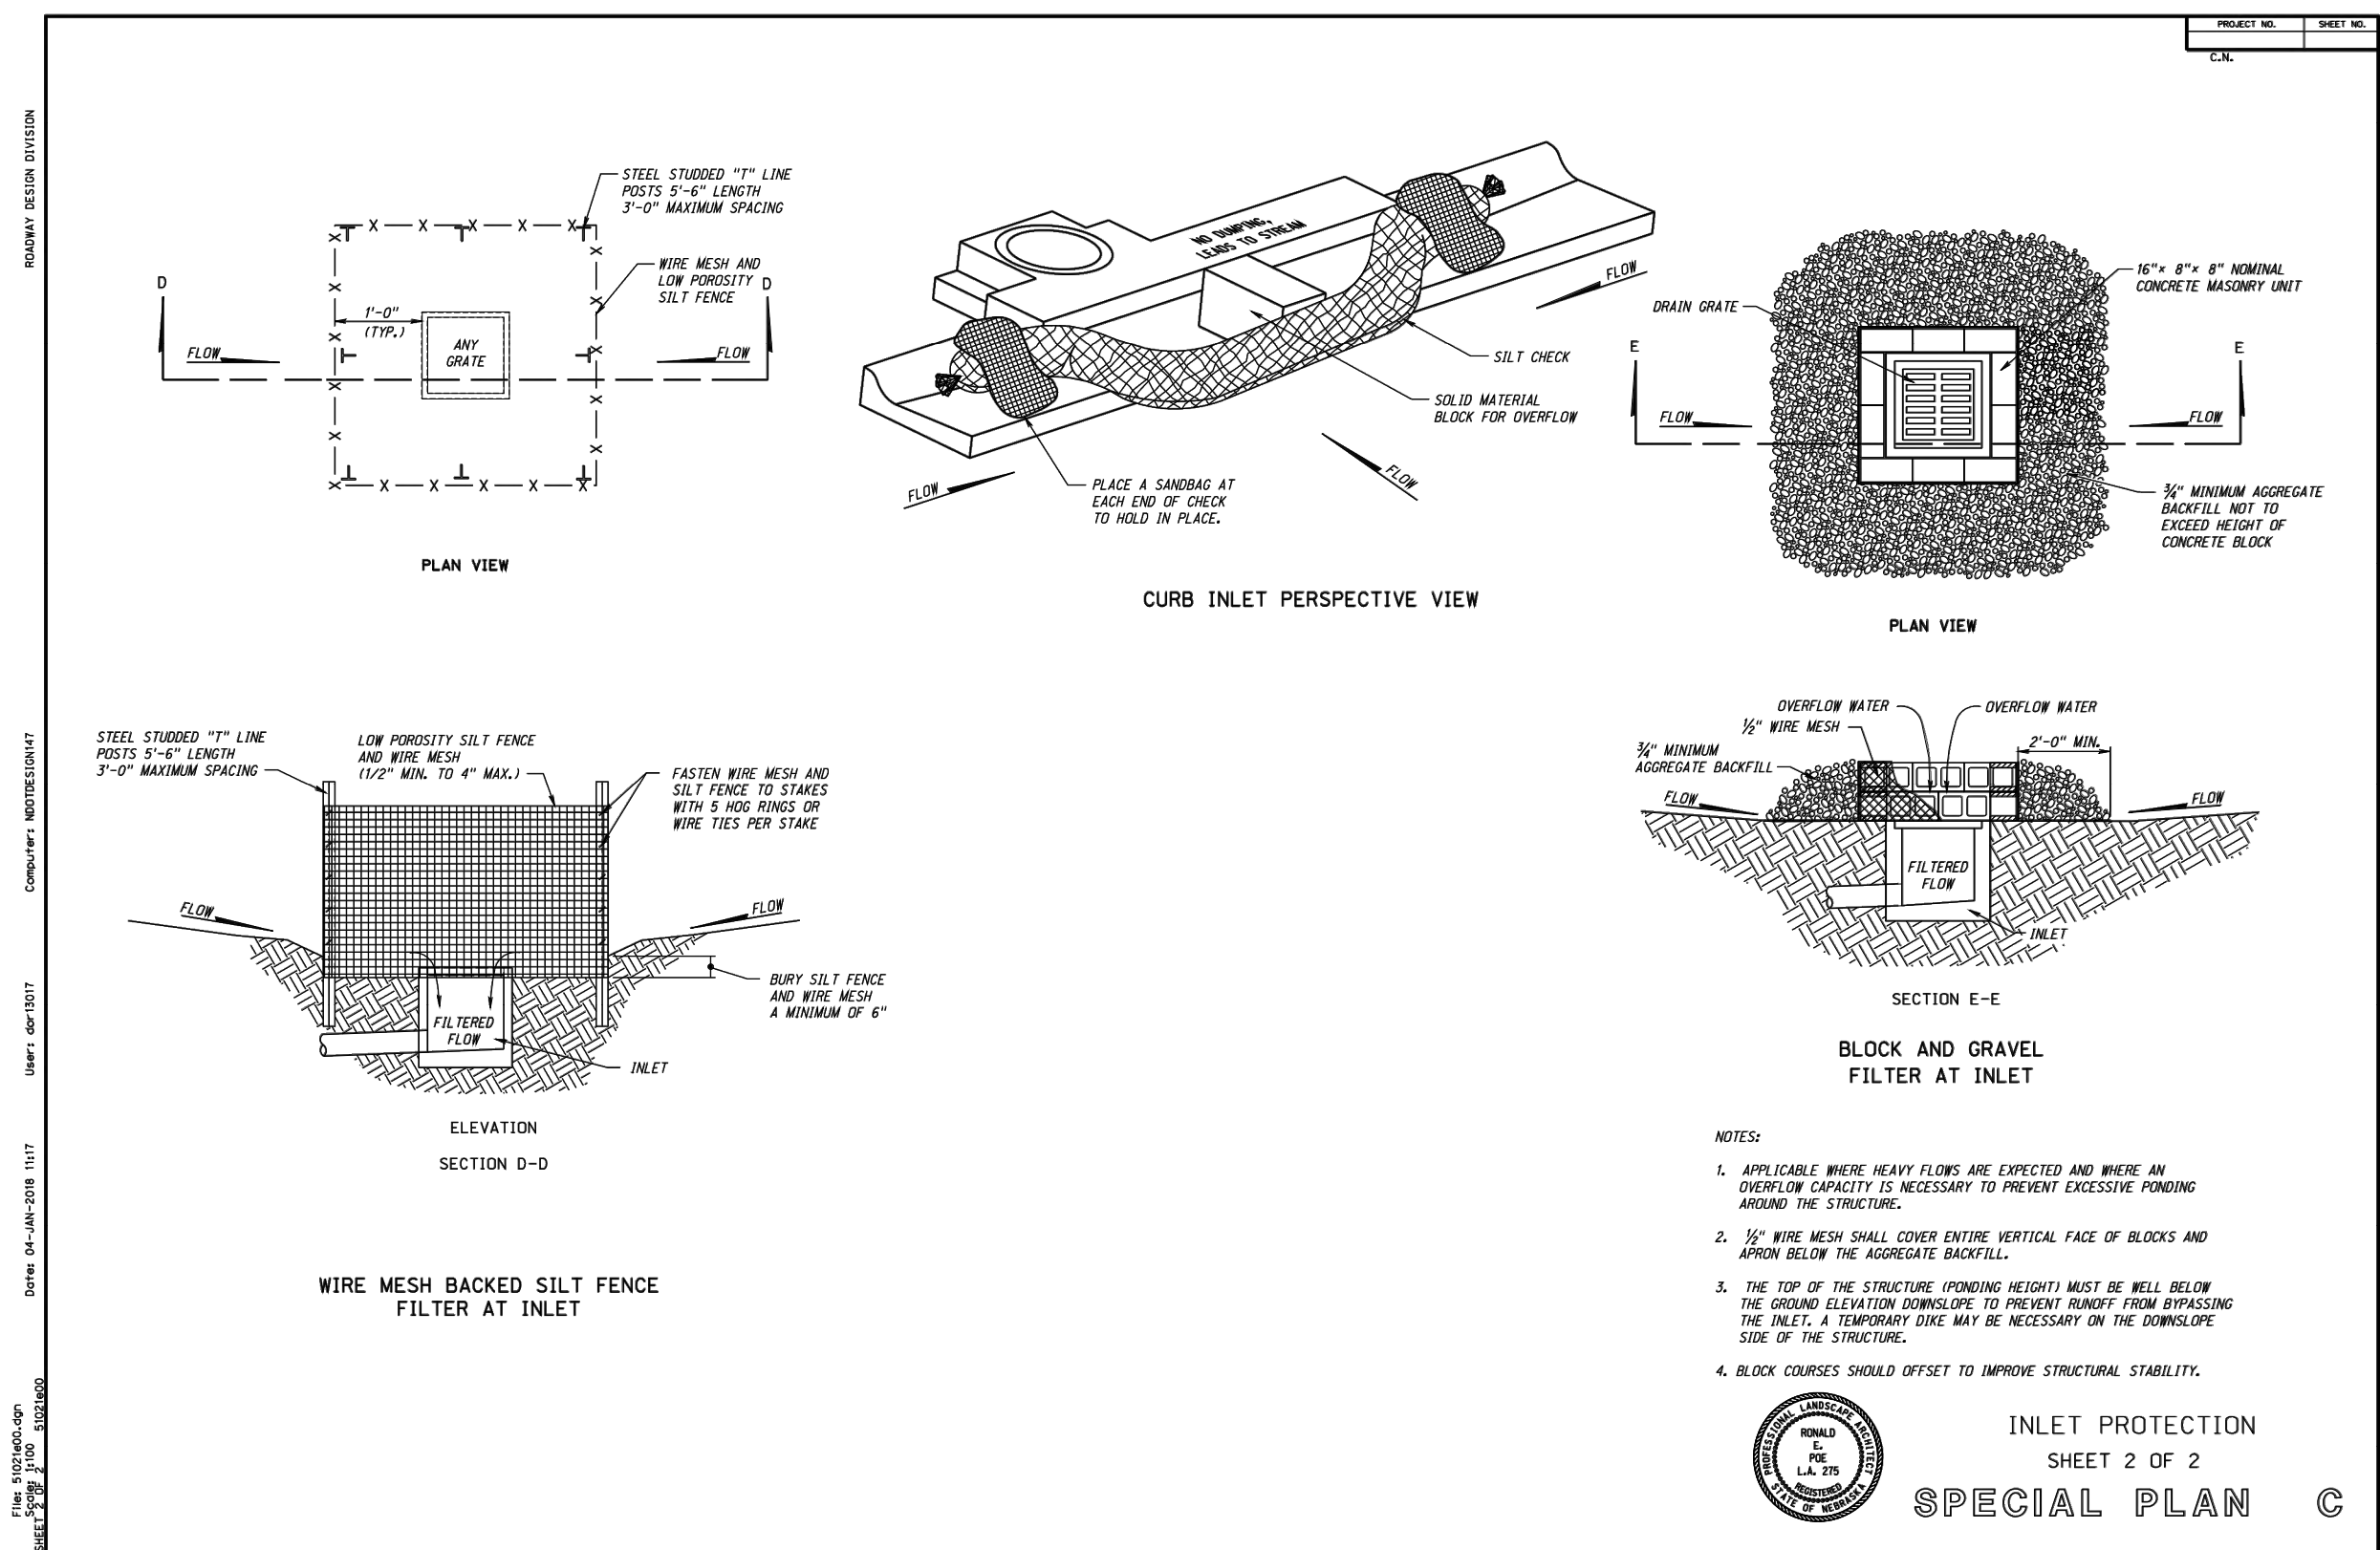 PROJECT NO. SHEET NO.
C.N.
ROADWAY DESIGN DIVISION
Computer: NDOTDESIGN147
User: dor13017
Date: 04-JAN-2018 11:17
File: 51021e00.dgn
Scale: 1:100
SHEET 2 OF 2 51021e00
STEEL STUDDED "T" LINE
POSTS 5'-6" LENGTH
3'-0" MAXIMUM SPACING
WIRE MESH AND
LOW POROSITY
SILT FENCE
D
D
1'-0"
(TYP.)
ANY
GRATE
FLOW
FLOW
X X X X X
X X X X X X
X X X X X
X X X X X
PLAN VIEW
NO DUMPING,
LEADS TO STREAM
FLOW
SILT CHECK
SOLID MATERIAL
BLOCK FOR OVERFLOW
FLOW
FLOW
PLACE A SANDBAG AT
EACH END OF CHECK
TO HOLD IN PLACE.
CURB INLET PERSPECTIVE VIEW
16"x 8"x 8" NOMINAL
CONCRETE MASONRY UNIT
DRAIN GRATE
E
E
FLOW
FLOW
¾" MINIMUM AGGREGATE
BACKFILL NOT TO
EXCEED HEIGHT OF
CONCRETE BLOCK
PLAN VIEW
STEEL STUDDED "T" LINE
POSTS 5'-6" LENGTH
3'-0" MAXIMUM SPACING
LOW POROSITY SILT FENCE
AND WIRE MESH
(1/2" MIN. TO 4" MAX.)
FASTEN WIRE MESH AND
SILT FENCE TO STAKES
WITH 5 HOG RINGS OR
WIRE TIES PER STAKE
FLOW
FLOW
BURY SILT FENCE
AND WIRE MESH
A MINIMUM OF 6"
FILTERED
FLOW
INLET
ELEVATION
SECTION D-D
WIRE MESH BACKED SILT FENCE
FILTER AT INLET
OVERFLOW WATER
OVERFLOW WATER
½" WIRE MESH
¾" MINIMUM
AGGREGATE BACKFILL
2'-0" MIN.
FLOW
FLOW
FILTERED
FLOW
INLET
SECTION E-E
BLOCK AND GRAVEL
FILTER AT INLET
NOTES:
1. APPLICABLE WHERE HEAVY FLOWS ARE EXPECTED AND WHERE AN
OVERFLOW CAPACITY IS NECESSARY TO PREVENT EXCESSIVE PONDING
AROUND THE STRUCTURE.
2. ½" WIRE MESH SHALL COVER ENTIRE VERTICAL FACE OF BLOCKS AND
APRON BELOW THE AGGREGATE BACKFILL.
3. THE TOP OF THE STRUCTURE (PONDING HEIGHT) MUST BE WELL BELOW
THE GROUND ELEVATION DOWNSLOPE TO PREVENT RUNOFF FROM BYPASSING
THE INLET. A TEMPORARY DIKE MAY BE NECESSARY ON THE DOWNSLOPE
SIDE OF THE STRUCTURE.
4. BLOCK COURSES SHOULD OFFSET TO IMPROVE STRUCTURAL STABILITY.
PROFESSIONAL LANDSCAPE ARCHITECT
RONALD
E.
POE
L.A. 275
REGISTERED
STATE OF NEBRASKA
INLET PROTECTION
SHEET 2 OF 2
SPECIAL PLAN C